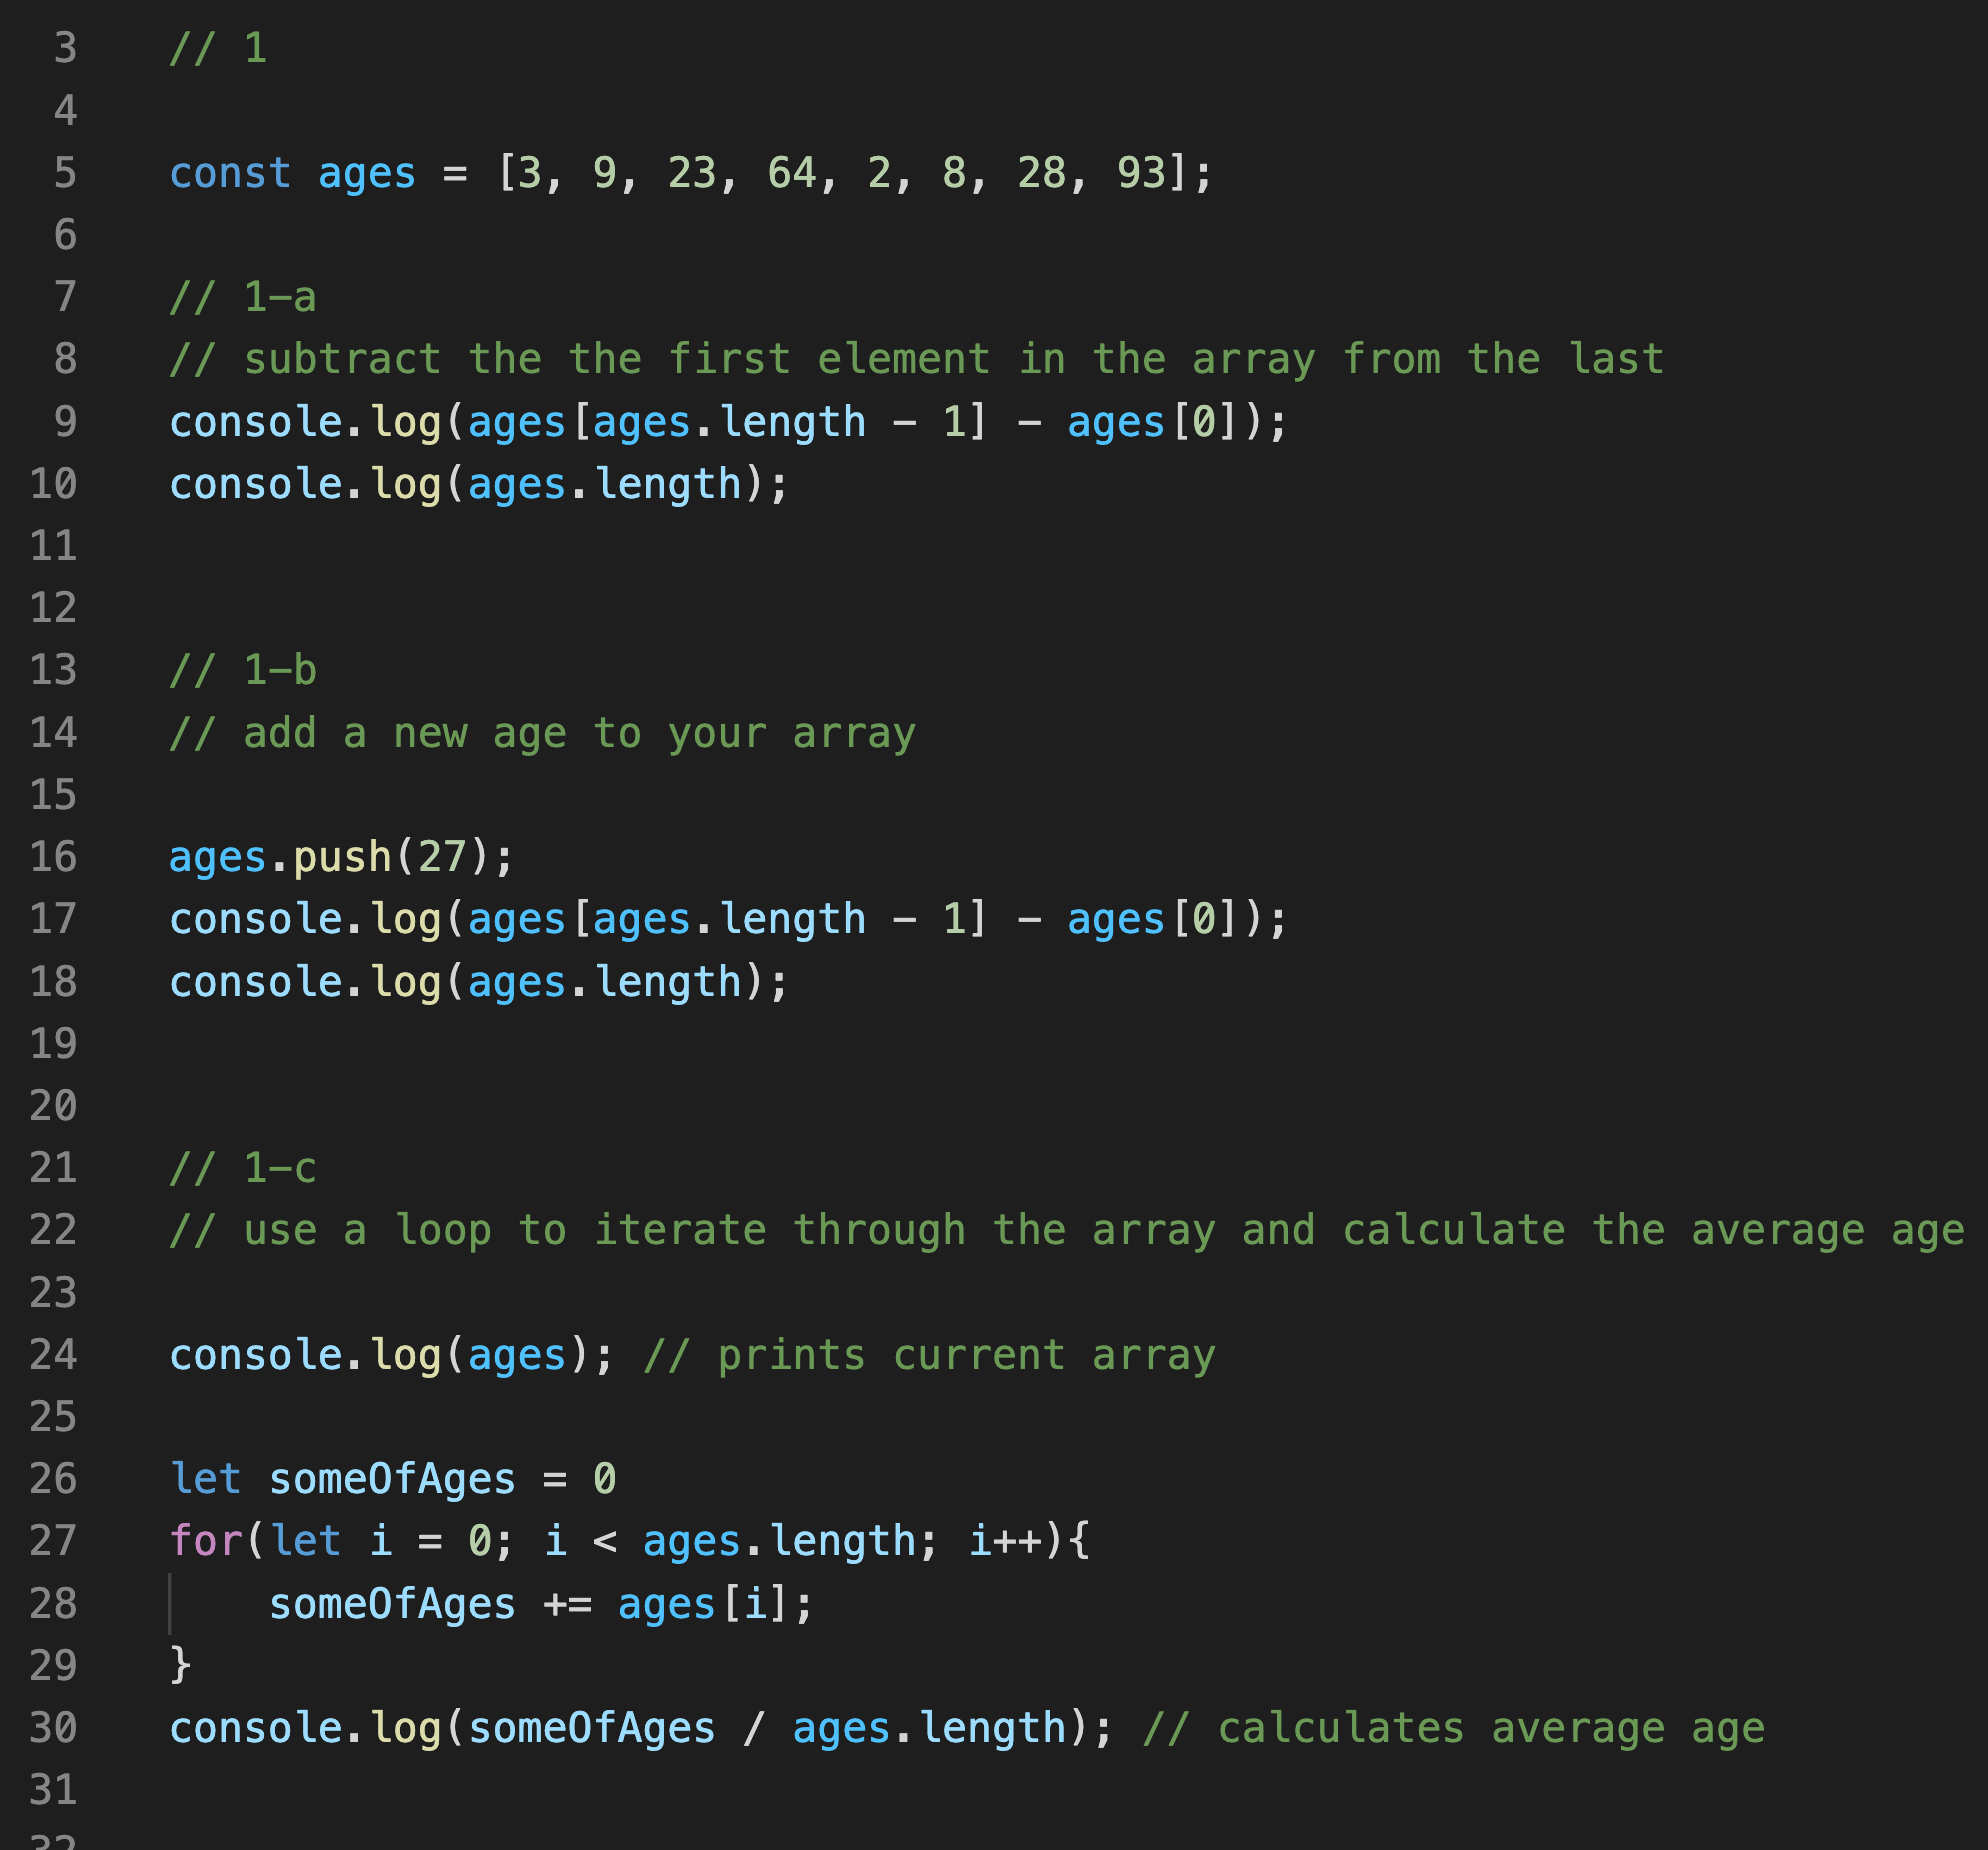 3 // 1
4
5 const ages = [3, 9, 23, 64, 2, 8, 28, 93];
6
7 // 1-a
8 // subtract the the first element in the array from the last
9 console.log(ages[ages.length - 1] - ages[0]);
10 console.log(ages.length);
11
12
13 // 1-b
14 // add a new age to your array
15
16 ages.push(27);
17 console.log(ages[ages.length - 1] - ages[0]);
18 console.log(ages.length);
19
20
21 // 1-c
22 // use a loop to iterate through the array and calculate the average age
23
24 console.log(ages); // prints current array
25
26 let someOfAges = 0
27 for(let i = 0; i < ages.length; i++){
28     someOfAges += ages[i];
29 }
30 console.log(someOfAges / ages.length); // calculates average age
31
32